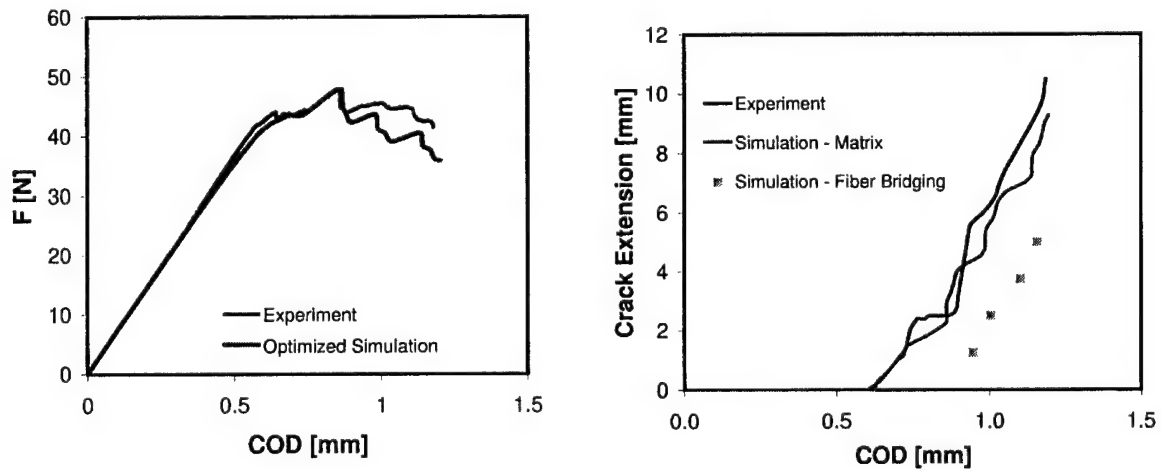 60
50
40
30
20
10
0
F [N]
Experiment
Optimized Simulation
0
0.5
1
1.5
COD [mm]
12
10
8
6
4
2
0
Crack Extension [mm]
Experiment
Simulation - Matrix
Simulation - Fiber Bridging
0.0
0.5
1.0
1.5
COD [mm]